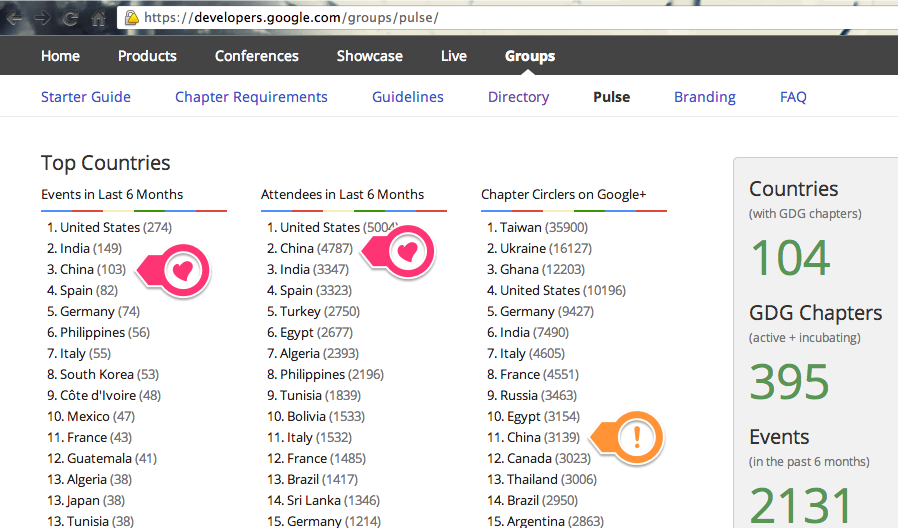 https://developers.google.com/groups/pulse/
Home Products Conferences Showcase Live Groups
Starter Guide Chapter Requirements Guidelines Directory Pulse Branding FAQ
Top Countries
Events in Last 6 Months
1. United States (274)
2. India (149)
3. China (103)
4. Spain (82)
5. Germany (74)
6. Philippines (56)
7. Italy (55)
8. South Korea (53)
9. Côte d'Ivoire (48)
10. Mexico (47)
11. France (43)
12. Guatemala (41)
13. Algeria (38)
13. Japan (38)
13. Tunisia (38)
Attendees in Last 6 Months
1. United States (5004)
2. China (4787)
3. India (3347)
4. Spain (3323)
5. Turkey (2750)
6. Egypt (2677)
7. Algeria (2393)
8. Philippines (2196)
9. Tunisia (1839)
10. Bolivia (1533)
11. Italy (1532)
12. France (1485)
13. Brazil (1417)
14. Sri Lanka (1346)
15. Germany (1214)
Chapter Circlers on Google+
1. Taiwan (35900)
2. Ukraine (16127)
3. Ghana (12203)
4. United States (10196)
5. Germany (9427)
6. India (7490)
7. Italy (4605)
8. France (4551)
9. Russia (3463)
10. Egypt (3154)
11. China (3139)
!
12. Canada (3023)
13. Thailand (3006)
14. Brazil (2950)
15. Argentina (2863)
Countries
(with GDG chapters)
104
GDG Chapters
(active + incubating)
395
Events
(in the past 6 months)
2131